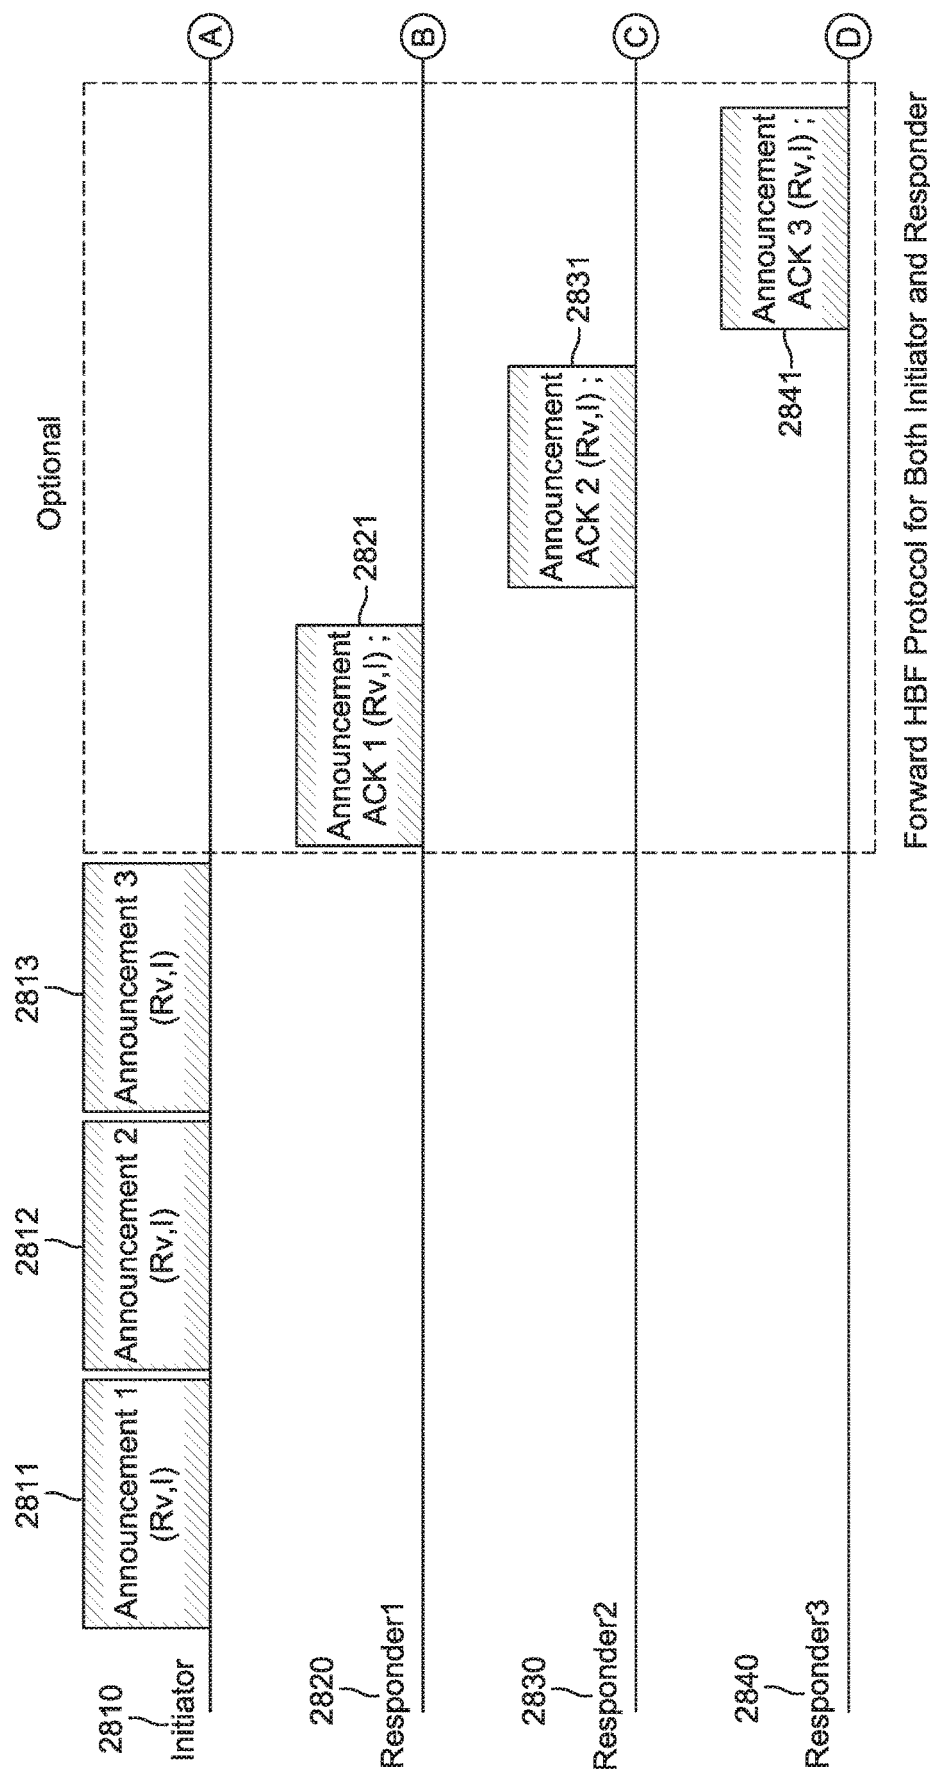 Optional
2811
2812
2813
Announcement 1
(Rv,I)
Announcement 2
(Rv,I)
Announcement 3
(Rv,I)
2810
Initiator
A
2821
Announcement
ACK 1 (Rv,I) ;
2820
Responder1
B
2831
Announcement
ACK 2 (Rv,I) ;
2830
Responder2
C
Announcement
ACK 3 (Rv,I) ;
2841
2840
Responder3
D
Forward HBF Protocol for Both Initiator and Responder